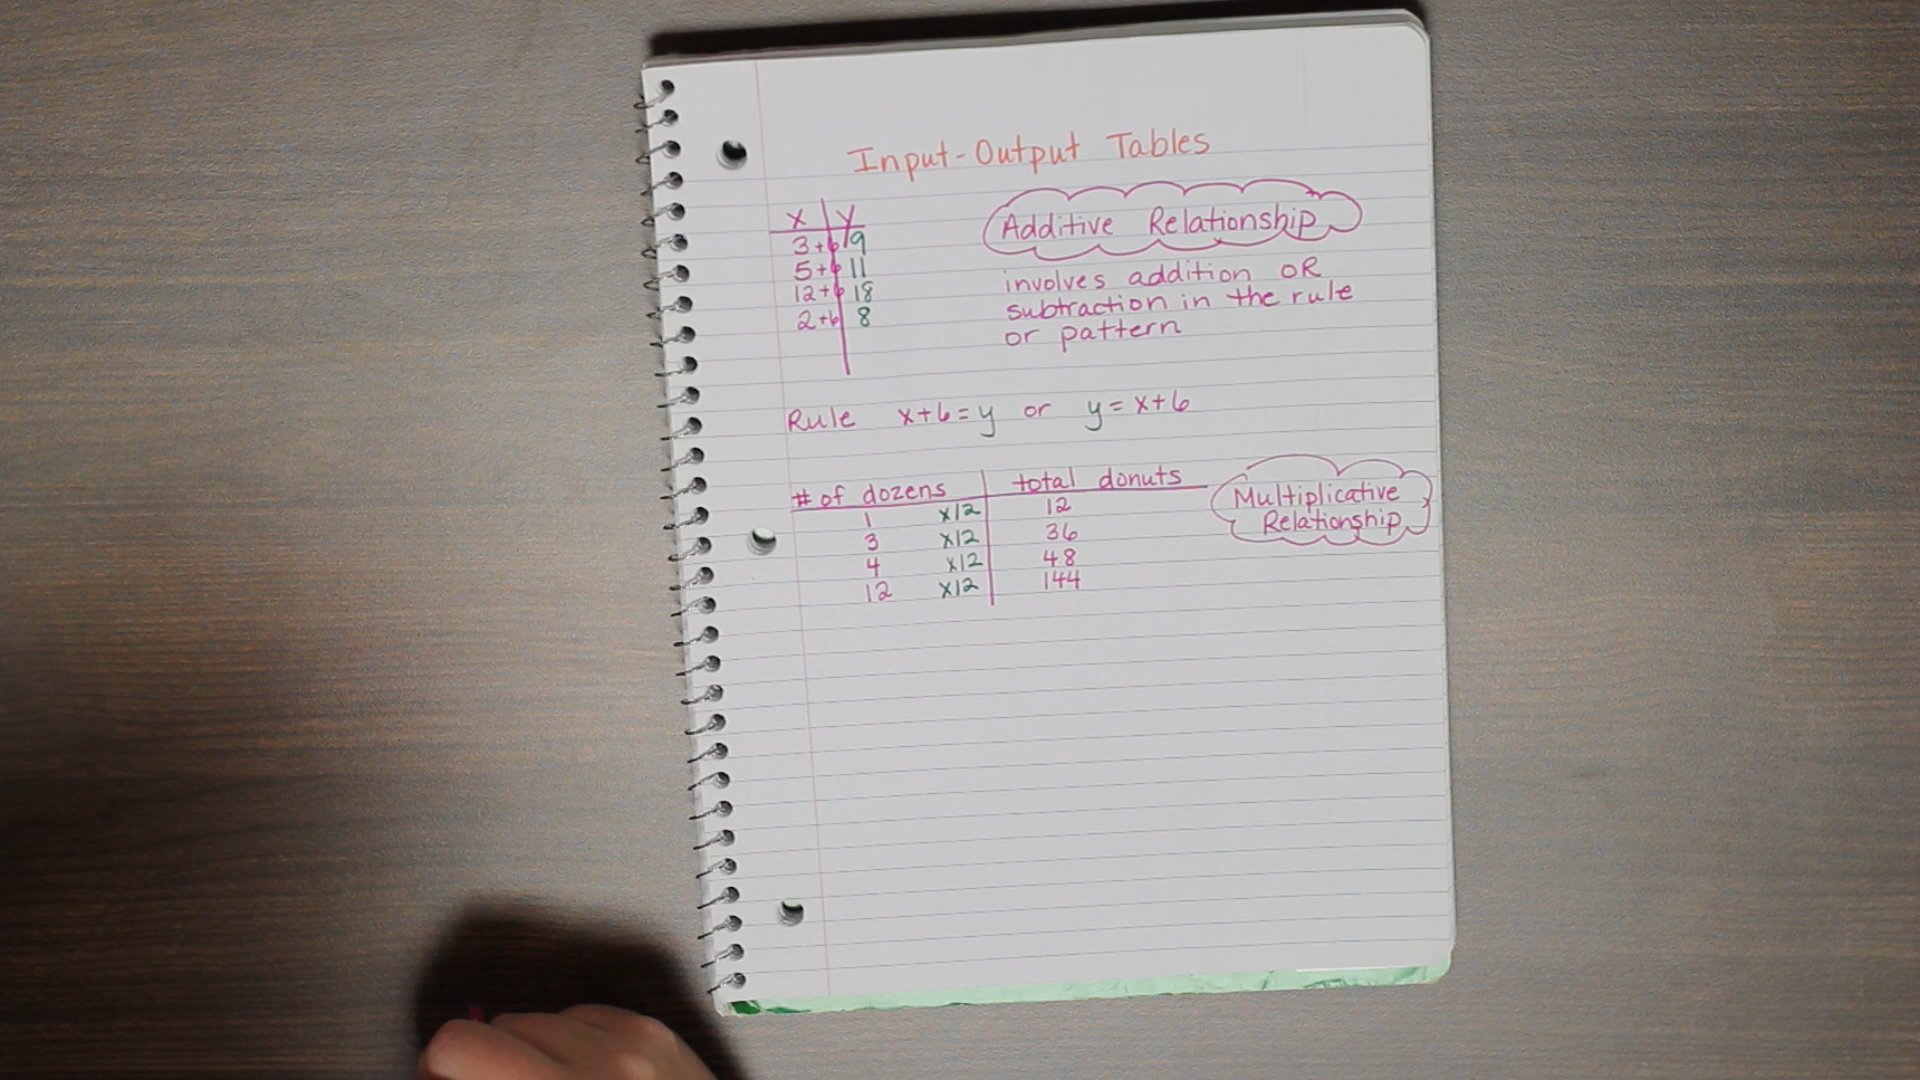 Input-Output Tables
x y
3+6 9
5+6 11
12+6 18
2+6 8
Additive Relationship
involves addition OR
subtraction in the rule
or pattern
Rule x+6=y or y=x+6
# of dozens total donuts
1 x12 12
3 x12 36
4 x12 48
12 x12 144
Multiplicative
Relationship